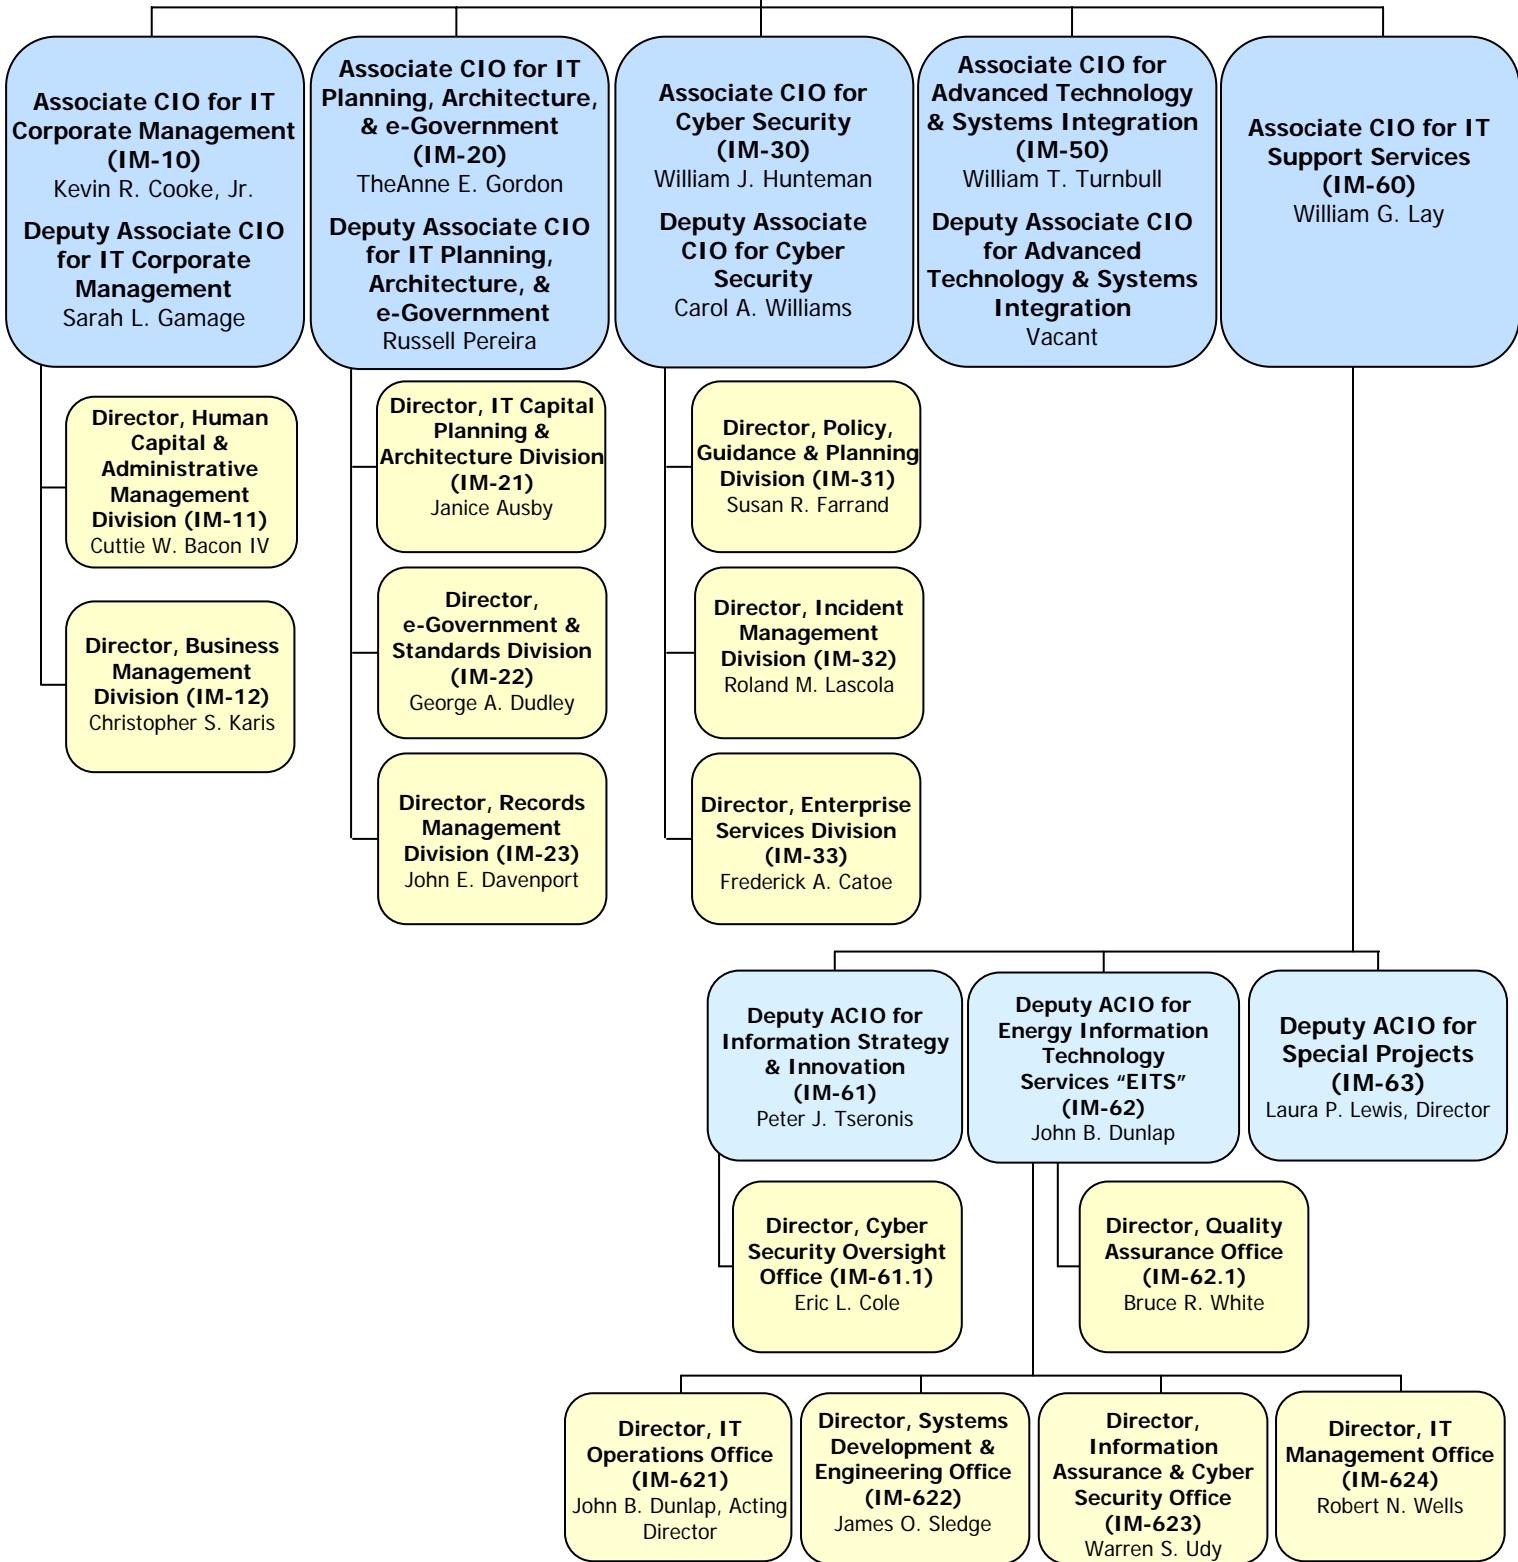 Associate CIO for IT
Corporate Management
(IM-10)
Kevin R. Cooke, Jr.
Deputy Associate CIO
for IT Corporate
Management
Sarah L. Gamage
Associate CIO for IT
Planning, Architecture,
& e-Government
(IM-20)
TheAnne E. Gordon
Deputy Associate CIO
for IT Planning,
Architecture, &
e-Government
Russell Pereira
Associate CIO for
Cyber Security
(IM-30)
William J. Hunteman
Deputy Associate
CIO for Cyber
Security
Carol A. Williams
Associate CIO for
Advanced Technology
& Systems Integration
(IM-50)
William T. Turnbull
Deputy Associate CIO
for Advanced
Technology & Systems
Integration
Vacant
Associate CIO for IT
Support Services
(IM-60)
William G. Lay
Director, Human
Capital &
Administrative
Management
Division (IM-11)
Cuttie W. Bacon IV
Director, Business
Management
Division (IM-12)
Christopher S. Karis
Director, IT Capital
Planning &
Architecture Division
(IM-21)
Janice Ausby
Director,
e-Government &
Standards Division
(IM-22)
George A. Dudley
Director, Records
Management
Division (IM-23)
John E. Davenport
Director, Policy,
Guidance & Planning
Division (IM-31)
Susan R. Farrand
Director, Incident
Management
Division (IM-32)
Roland M. Lascola
Director, Enterprise
Services Division
(IM-33)
Frederick A. Catoe
Deputy ACIO for
Information Strategy
& Innovation
(IM-61)
Peter J. Tseronis
Deputy ACIO for
Energy Information
Technology
Services “EITS”
(IM-62)
John B. Dunlap
Deputy ACIO for
Special Projects
(IM-63)
Laura P. Lewis, Director
Director, Cyber
Security Oversight
Office (IM-61.1)
Eric L. Cole
Director, Quality
Assurance Office
(IM-62.1)
Bruce R. White
Director, IT
Operations Office
(IM-621)
John B. Dunlap, Acting
Director
Director, Systems
Development &
Engineering Office
(IM-622)
James O. Sledge
Director,
Information
Assurance & Cyber
Security Office
(IM-623)
Warren S. Udy
Director, IT
Management Office
(IM-624)
Robert N. Wells